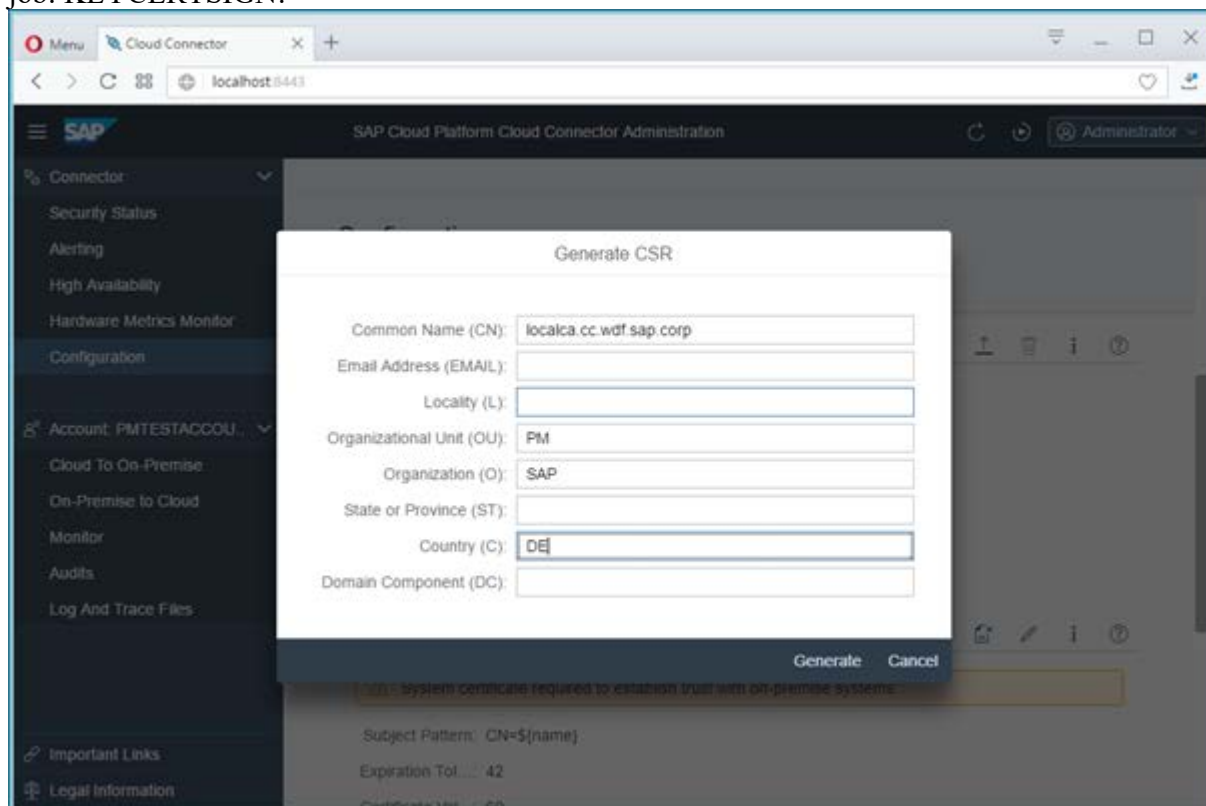 job: KEYCERTSIGN.
Menu Cloud Connector
localhost:8443
SAP SAP Cloud Platform Cloud Connector Administration Administrator
Connector
Security Status
Alerting
High Availability
Hardware Metrics Monitor
Configuration
Account: PMTESTACCOU...
Cloud To On-Premise
On-Premise to Cloud
Monitor
Audits
Log And Trace Files
Important Links
Legal Information
Generate CSR
Common Name (CN): localca.cc.wdf.sap.corp
Email Address (EMAIL):
Locality (L):
Organizational Unit (OU): PM
Organization (O): SAP
State or Province (ST):
Country (C): DE
Domain Component (DC):
Generate Cancel
System certificate required to establish trust with on-premise systems.
Subject Pattern: CN=${name}
Expiration Tol...: 42